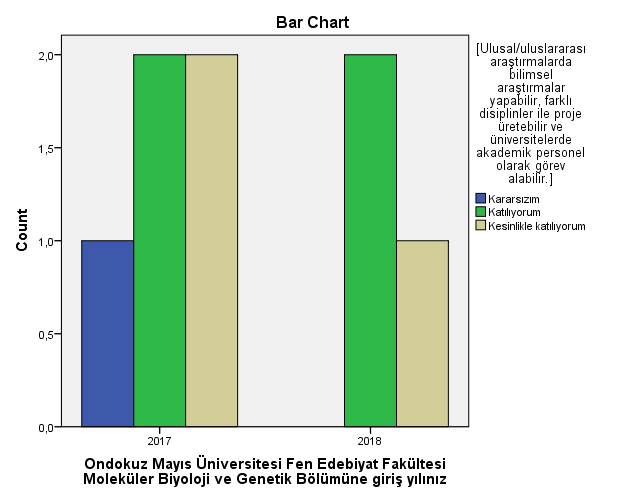 Bar Chart
[Ulusal/uluslararası
araştırmalarda
bilimsel
araştırmalar
yapabilir, farklı
disiplinler ile proje
üretebilir ve
üniversitelerde
akademik personel
olarak görev
alabilir.]
Kararsızım
Katılıyorum
Kesinlikle katılıyorum
Count
2,0
1,5
1,0
0,5
0,0
2017
2018
Ondokuz Mayıs Üniversitesi Fen Edebiyat Fakültesi
Moleküler Biyoloji ve Genetik Bölümüne giriş yılınız